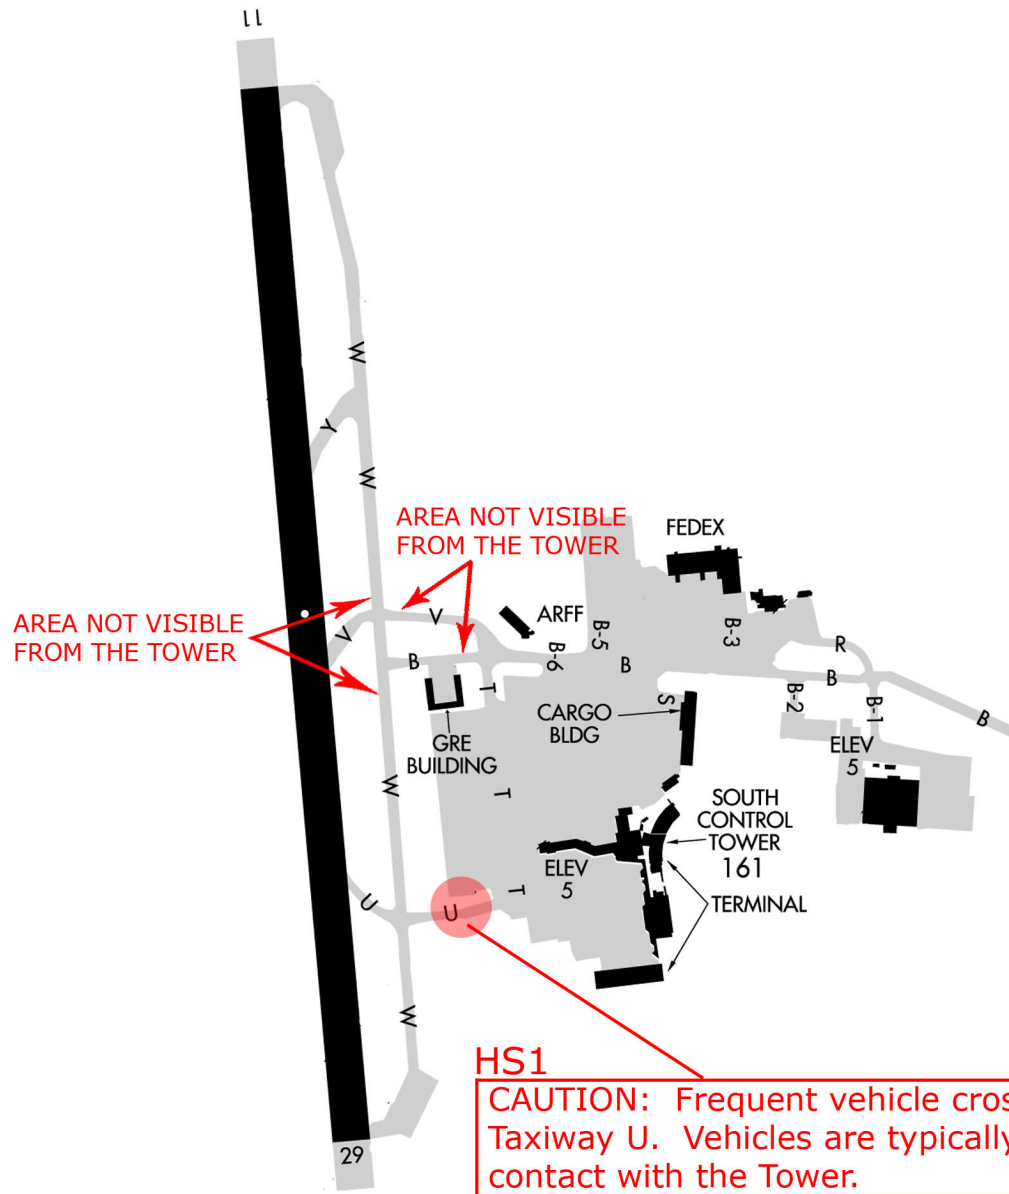 11
W
Y
W
AREA NOT VISIBLE
FROM THE TOWER
FEDEX
AREA NOT VISIBLE
FROM THE TOWER
V
V
ARFF
B-5
B-3
B-6
B
B
R
B
T
S
B-2
B-1
B
CARGO
BLDG
GRE
BUILDING
ELEV
5
W
T
SOUTH
CONTROL
TOWER
161
ELEV
5
TERMINAL
T
U
U
W
HS1
CAUTION: Frequent vehicle cros
Taxiway U. Vehicles are typically
contact with the Tower.
29